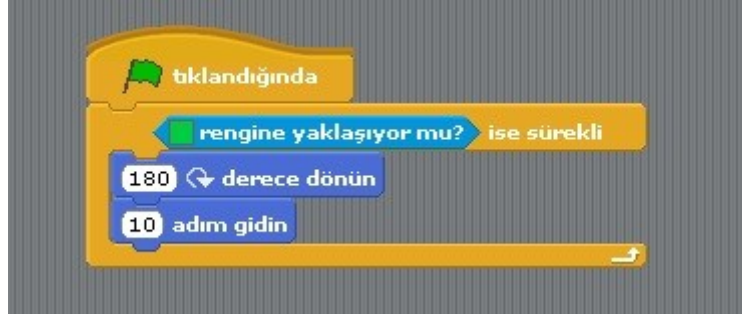 tıklandığında
rengine yaklaşıyor mu? ise sürekli
180 derece dönün
10 adım gidin